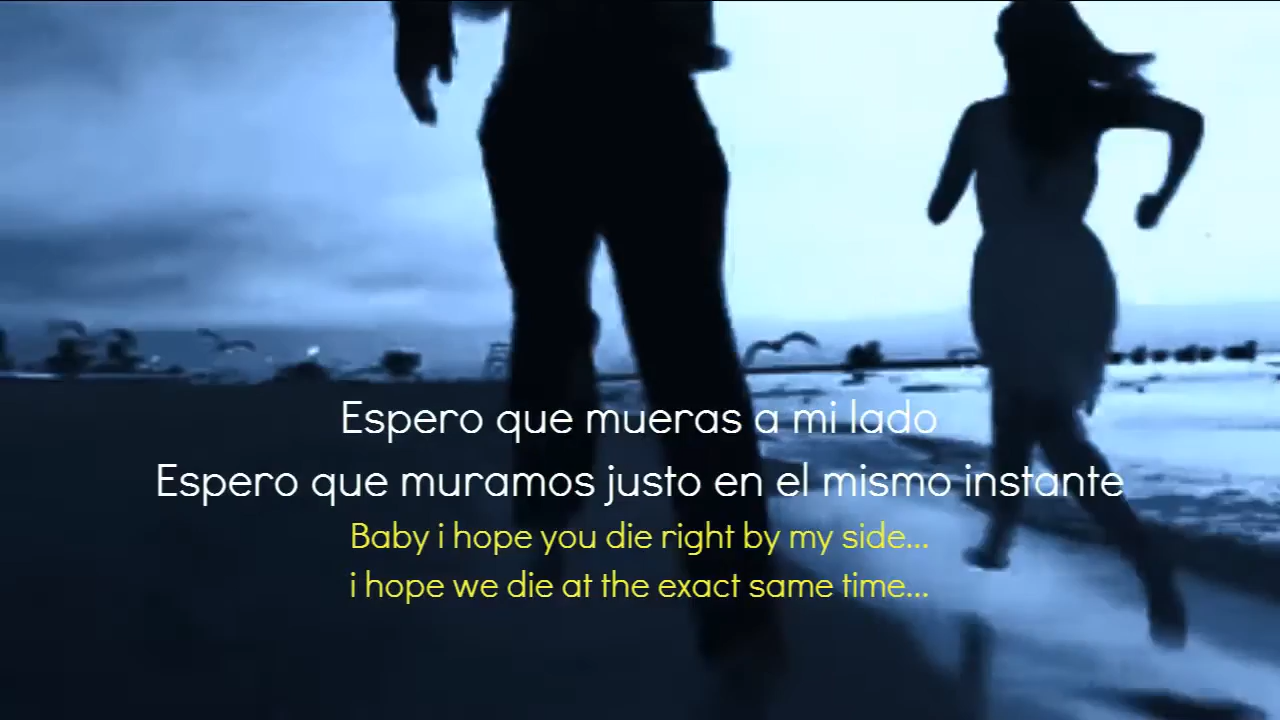 Espero que mueras a mi lado
Espero que muramos justo en el mismo instante
Baby i hope you die right by my side...
i hope we die at the exact same time...